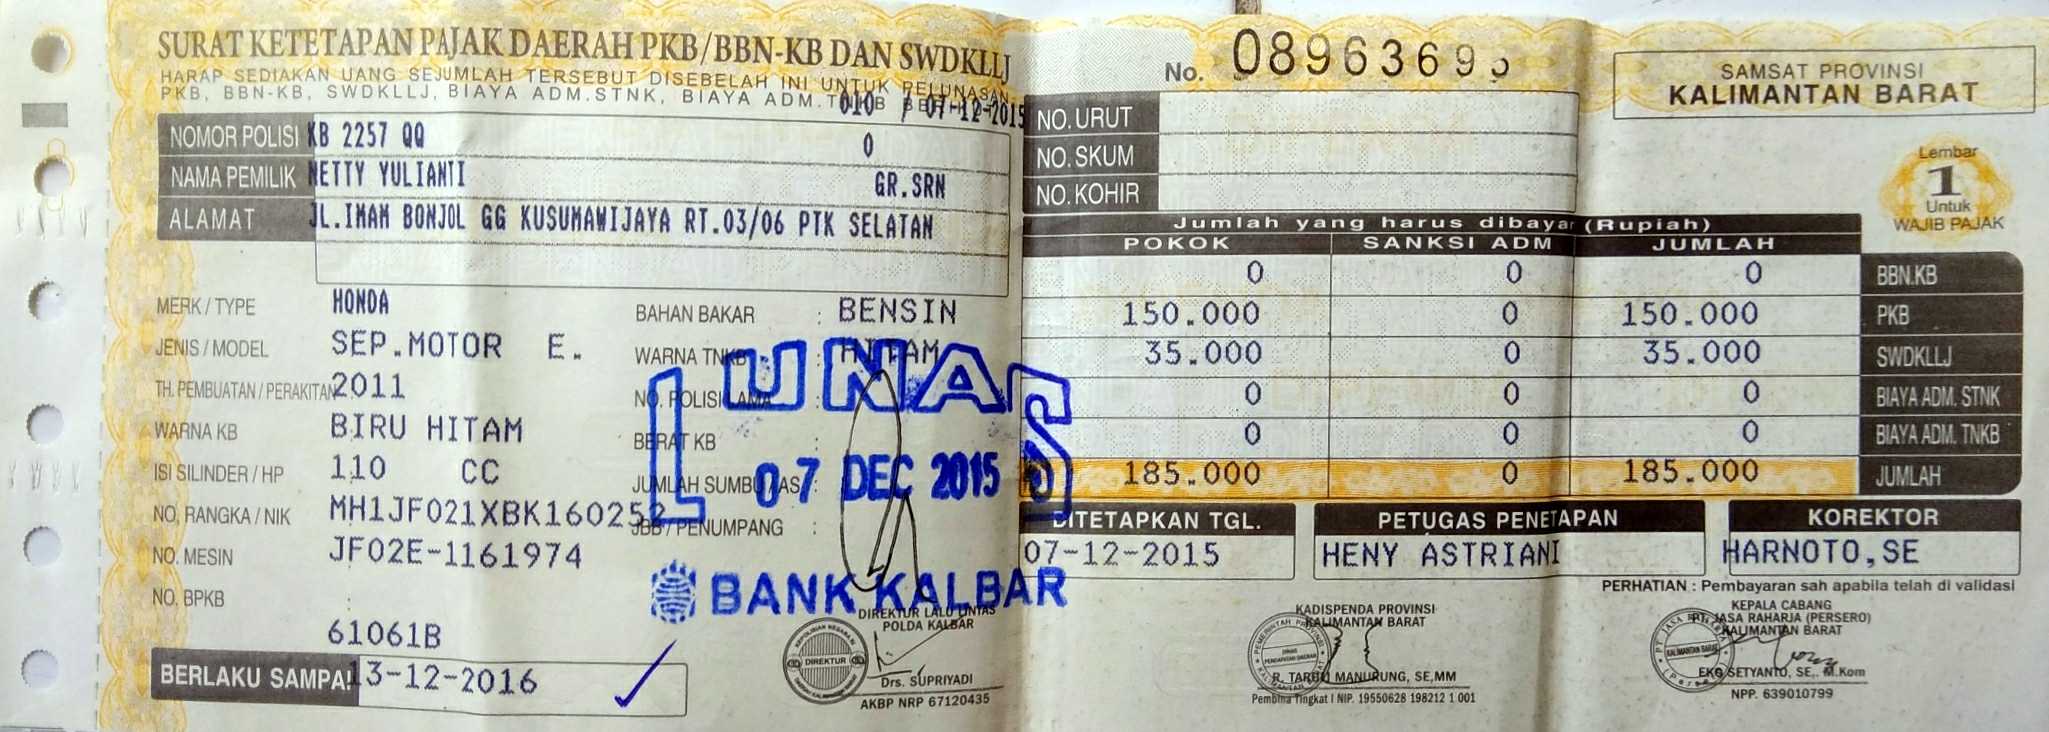 SURAT KETETAPAN PAJAK DAERAH PKB/BBN-KB DAN SWDKLLJ
HARAP SEDIAKAN UANG SEJUMLAH TERSEBUT DISEBELAH INI UNTUK PELUNASAN
PKB, BBN-KB, SWDKLLJ, BIAYA ADM.STNK, BIAYA ADM.
010 / 07-12-2015
NOMOR POLISI KB 2257 QQ 0
NAMA PEMILIK NETTY YULIANTI GR.SRN
ALAMAT JL.IMAM BONJOL GG KUSUMAWIJAYA RT.03/06 PTK SELATAN
MERK / TYPE HONDA
JENIS / MODEL SEP.MOTOR E.
TH. PEMBUATAN / PERAKITAN 2011
WARNA KB BIRU HITAM
ISI SILINDER / HP 110 CC
NO, RANGKA / NIK MH1JF021XBK160252
NO. MESIN JF02E-1161974
NO. BPKB :
61061B
BERLAKU SAMPAI 13-12-2016
BAHAN BAKAR : BENSIN
WARNA TNKB : HITAM
NO. POLISI LAMA
BERAT KB :
JUMLAH SUMBU :
JBB / PENUMPANG :
LUNAS
07 DEC 2015
BANK KALBAR
DIREKTUR LALU LINTAS
POLDA KALBAR
DIREKTUR
Drs. SUPRIYADI
AKBP NRP 67120435
No. 08963695
SAMSAT PROVINSI
KALIMANTAN BARAT
Lembar
1
Untuk
WAJIB PAJAK
NO. URUT
NO. SKUM
NO. KOHIR
Jumlah yang harus dibayar (Rupiah)
POKOK SANKSI ADM JUMLAH
0 0 0 BBN.KB
150.000 0 150.000 PKB
35.000 0 35.000 SWDKLLJ
0 0 0 BIAYA ADM. STNK
0 0 0 BIAYA ADM. TNKB
185.000 0 185.000 JUMLAH
DITETAPKAN TGL. PETUGAS PENETAPAN KOREKTOR
07-12-2015 HENY ASTRIANI HARNOTO,SE
PERHATIAN : Pembayaran sah apabila telah di validasi
KADISPENDA PROVINSI
KALIMANTAN BARAT
R. TARBU MANURUNG, SE,MM
Pembina Tingkat I NIP. 19550628 198212 1 001
KEPALA CABANG
JASA RAHARJA (PERSERO)
KALIMANTAN BARAT
KALIMANTAN BARAT
EKO SETYANTO, SE,. M.Kom
NPP. 639010799